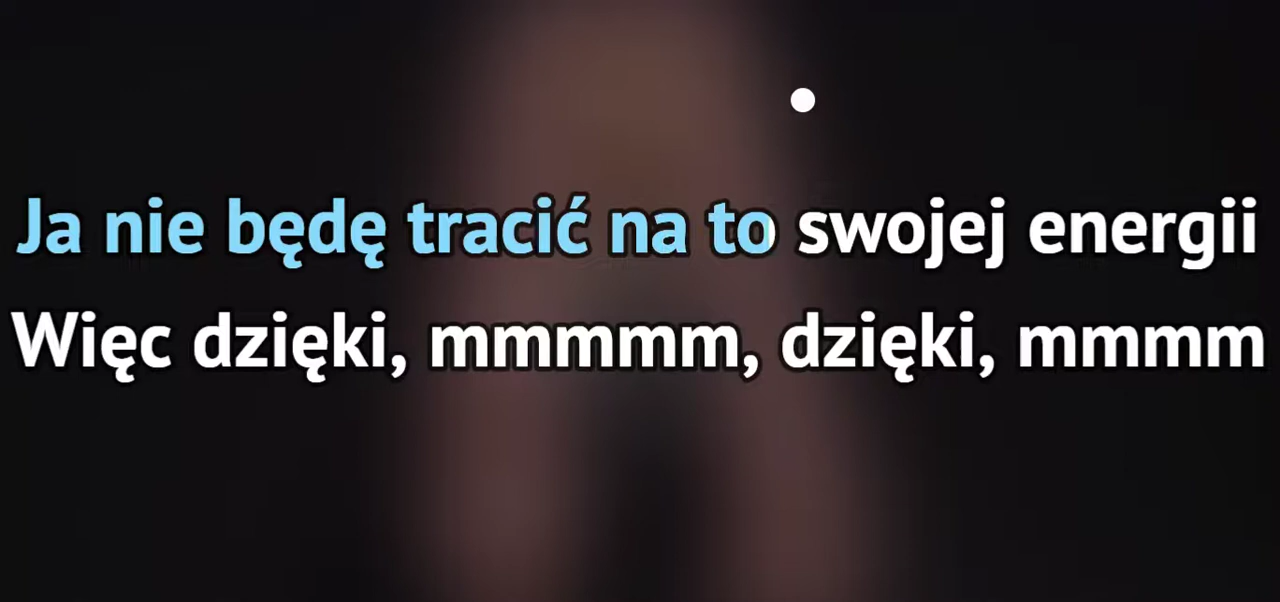 Ja nie będę tracić na to swojej energii
Więc dzięki, mmmmm, dzięki, mmmm